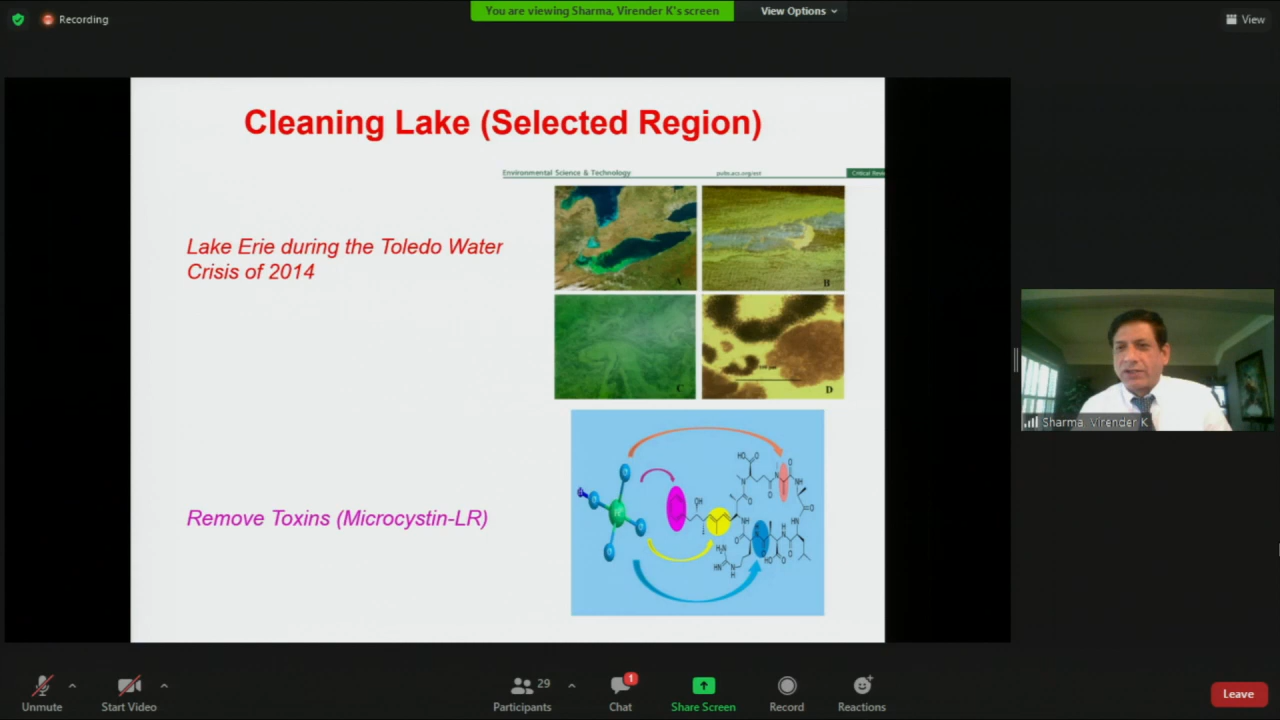 Recording
You are viewing Sharma, Virender K's screen
View Options
View
Cleaning Lake (Selected Region)
Environmental Science & Technology
pubs.acs.org/est
Critical Revie
Lake Erie during the Toledo Water
Crisis of 2014
A
B
C
D
Remove Toxins (Microcystin-LR)
Sharma Virender K
Unmute
Start Video
29
Participants
1
Chat
Share Screen
Record
Reactions
Leave